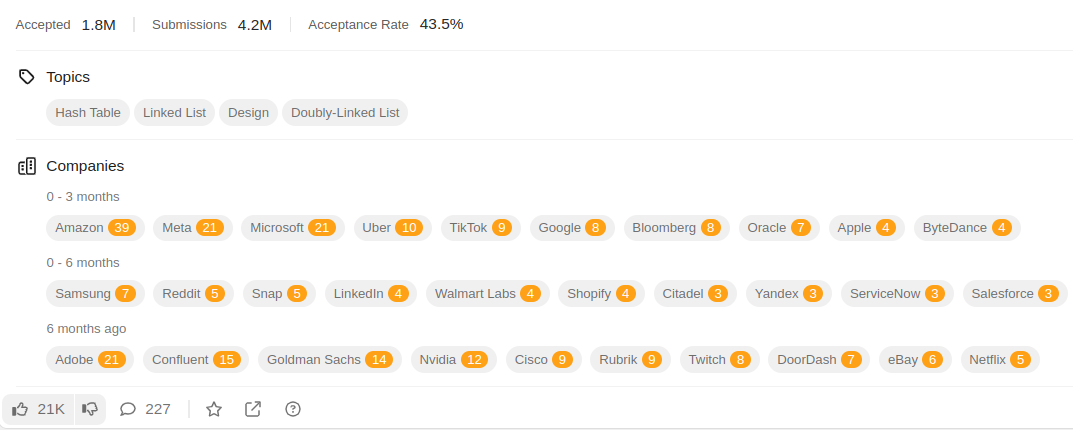 Accepted 1.8M Submissions 4.2M Acceptance Rate 43.5%
Topics
Hash Table Linked List Design Doubly-Linked List
Companies
0 - 3 months
Amazon 39 Meta 21 Microsoft 21 Uber 10 TikTok 9 Google 8 Bloomberg 8 Oracle 7 Apple 4 ByteDance 4
0 - 6 months
Samsung 7 Reddit 5 Snap 5 LinkedIn 4 Walmart Labs 4 Shopify 4 Citadel 3 Yandex 3 ServiceNow 3 Salesforce 3
6 months ago
Adobe 21 Confluent 15 Goldman Sachs 14 Nvidia 12 Cisco 9 Rubrik 9 Twitch 8 DoorDash 7 eBay 6 Netflix 5
21K 227